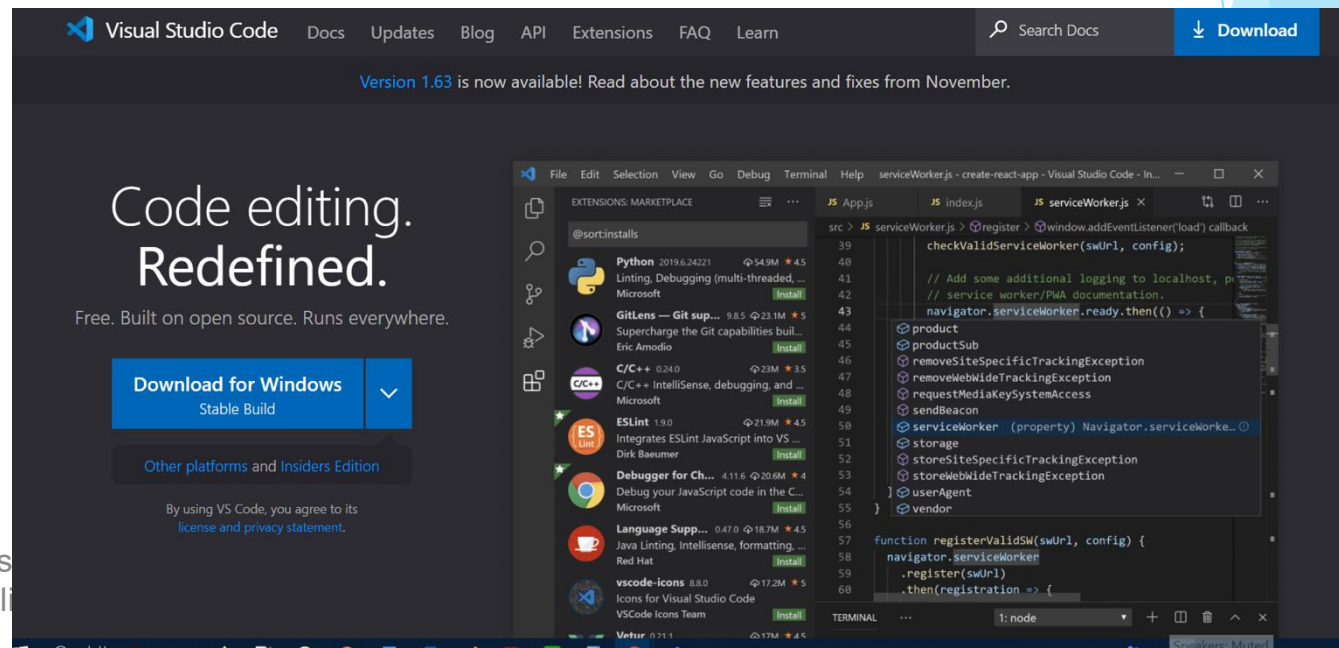 Visual Studio Code Docs Updates Blog API Extensions FAQ Learn Search Docs Download
Version 1.63 is now available! Read about the new features and fixes from November.
Code editing.
Redefined.
Free. Built on open source. Runs everywhere.
Download for Windows
Stable Build
Other platforms and Insiders Edition
By using VS Code, you agree to its
license and privacy statement.
File Edit Selection View Go Debug Terminal Help serviceWorker.js - create-react-app - Visual Studio Code - In...
EXTENSIONS: MARKETPLACE
@sort:installs
Python 2019.6.24221 54.9M 4.5
Linting, Debugging (multi-threaded, ...
Microsoft Install
GitLens — Git sup... 9.8.5 23.1M 5
Supercharge the Git capabilities buil...
Eric Amodio Install
C/C++ 0.24.0 23M 3.5
C/C++ IntelliSense, debugging, and ...
Microsoft Install
ESLint 1.9.0 21.9M 4.5
Integrates ESLint JavaScript into VS ...
Dirk Baeumer Install
Debugger for Ch... 4.11.6 20.6M 4
Debug your JavaScript code in the C...
Microsoft Install
Language Supp... 0.47.0 18.7M 4.5
Java Linting, Intellisense, formatting, ...
Red Hat Install
vscode-icons 8.8.0 17.2M 5
Icons for Visual Studio Code
VSCode Icons Team Install
Vetur 0.21.1 17M 4.5
JS App.js JS index.js JS serviceWorker.js
src > JS serviceWorker.js > register > window.addEventListener('load') callback
39 checkValidServiceWorker(swUrl, config);
40
41 // Add some additional logging to localhost, p
42 // service worker/PWA documentation.
43 navigator.serviceWorker.ready.then(() => {
44 product
45 productSub
46 removeSiteSpecificTrackingException
47 removeWebWideTrackingException
48 requestMediaKeySystemAccess
49 sendBeacon
50 serviceWorker (property) Navigator.serviceWorke...
51 storage
52 storeSiteSpecificTrackingException
53 storeWebWideTrackingException
54 ] userAgent
55 } vendor
56
57 function registerValidSW(swUrl, config) {
58 navigator.serviceWorker
59 .register(swUrl)
60 .then(registration => {
TERMINAL ... 1: node
Speakers: Muted